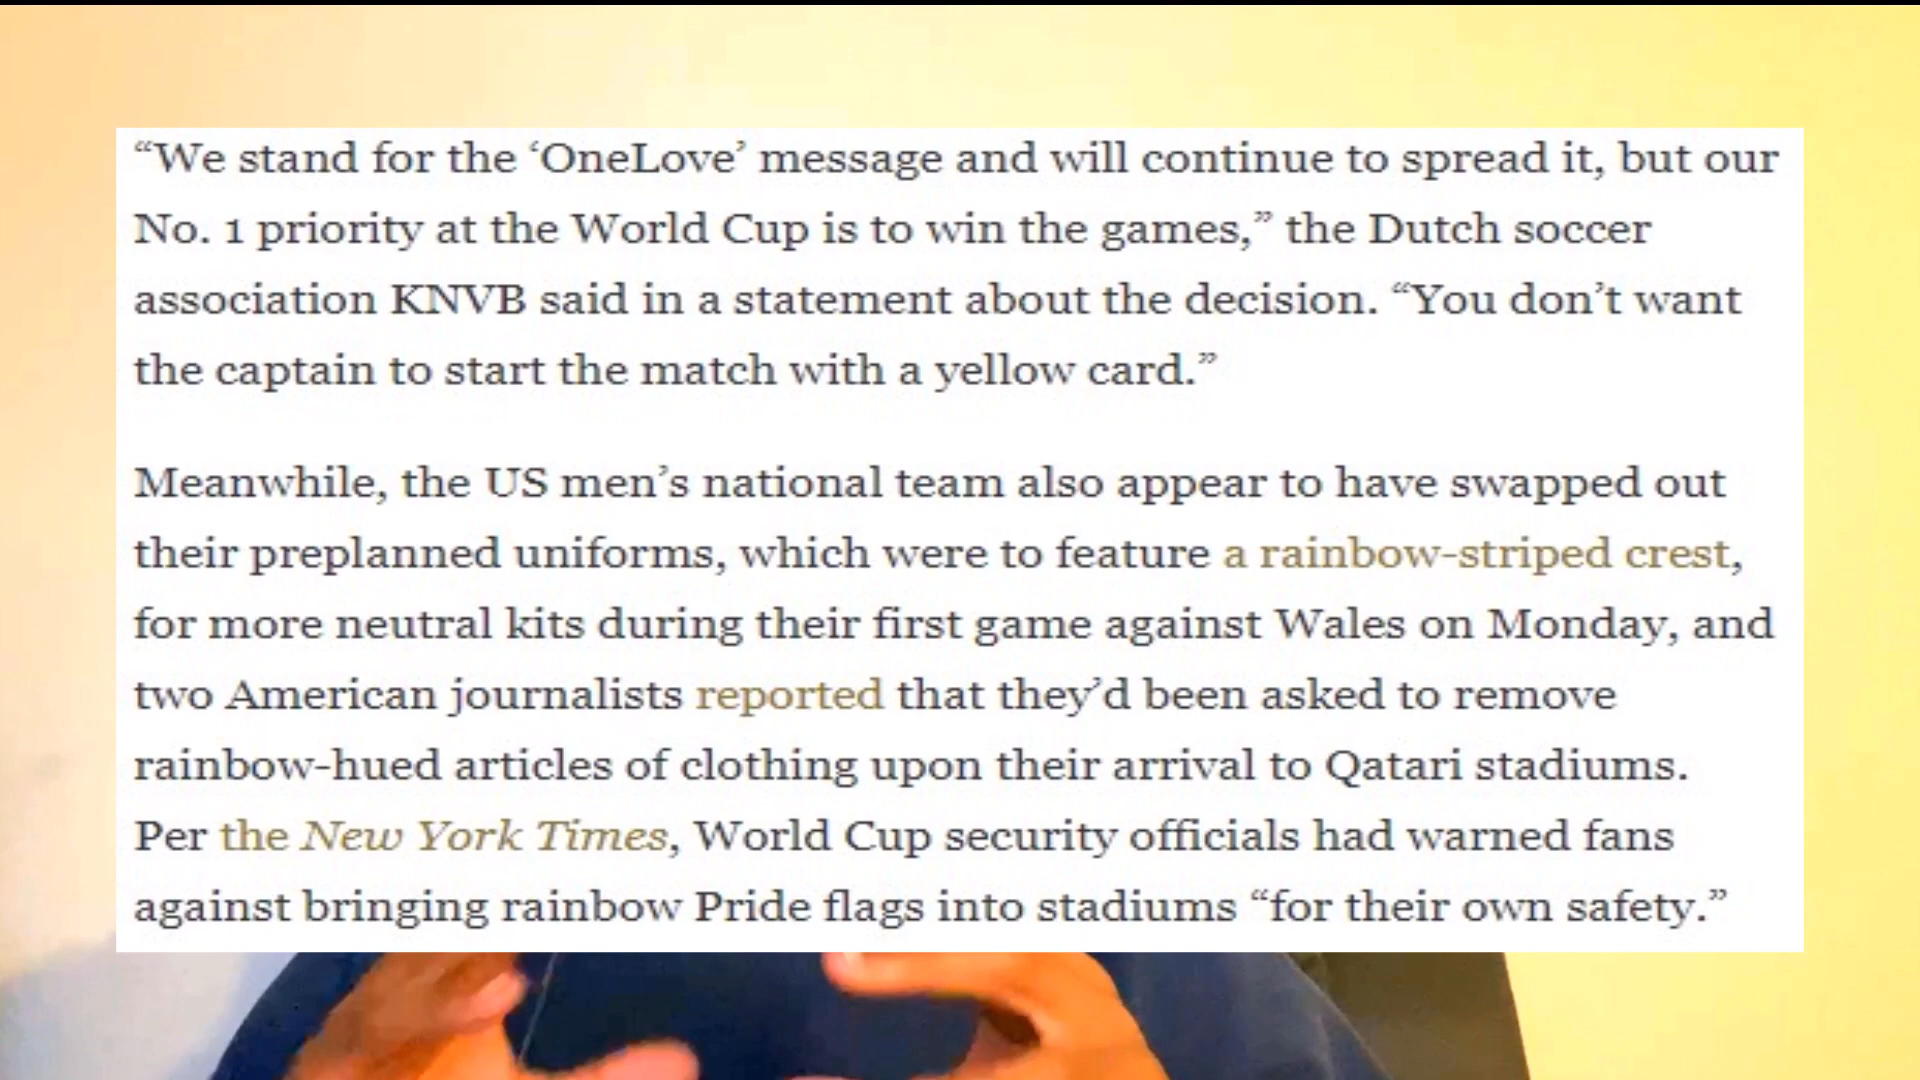 “We stand for the ‘OneLove’ message and will continue to spread it, but our
No. 1 priority at the World Cup is to win the games,” the Dutch soccer
association KNVB said in a statement about the decision. “You don’t want
the captain to start the match with a yellow card.”
Meanwhile, the US men’s national team also appear to have swapped out
their preplanned uniforms, which were to feature a rainbow-striped crest,
for more neutral kits during their first game against Wales on Monday, and
two American journalists reported that they’d been asked to remove
rainbow-hued articles of clothing upon their arrival to Qatari stadiums.
Per the New York Times, World Cup security officials had warned fans
against bringing rainbow Pride flags into stadiums “for their own safety.”